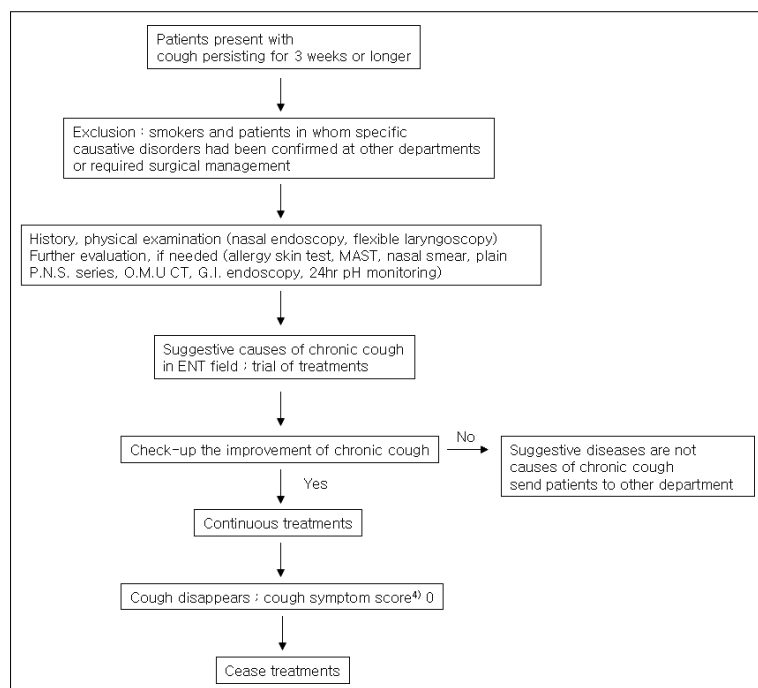 Patients present with
cough persisting for 3 weeks or longer
Exclusion : smokers and patients in whom specific
causative disorders had been confirmed at other departments
or required surgical management
History, physical examination (nasal endoscopy, flexible laryngoscopy)
Further evaluation, if needed (allergy skin test, MAST, nasal smear, plain
P.N.S. series, O.M.U CT, G.I. endoscopy, 24hr pH monitoring)
Suggestive causes of chronic cough
in ENT field ; trial of treatments
Check-up the improvement of chronic cough
No
Suggestive diseases are not
causes of chronic cough
send patients to other department
Yes
Continuous treatments
Cough disappears ; cough symptom score⁴⁾ 0
Cease treatments